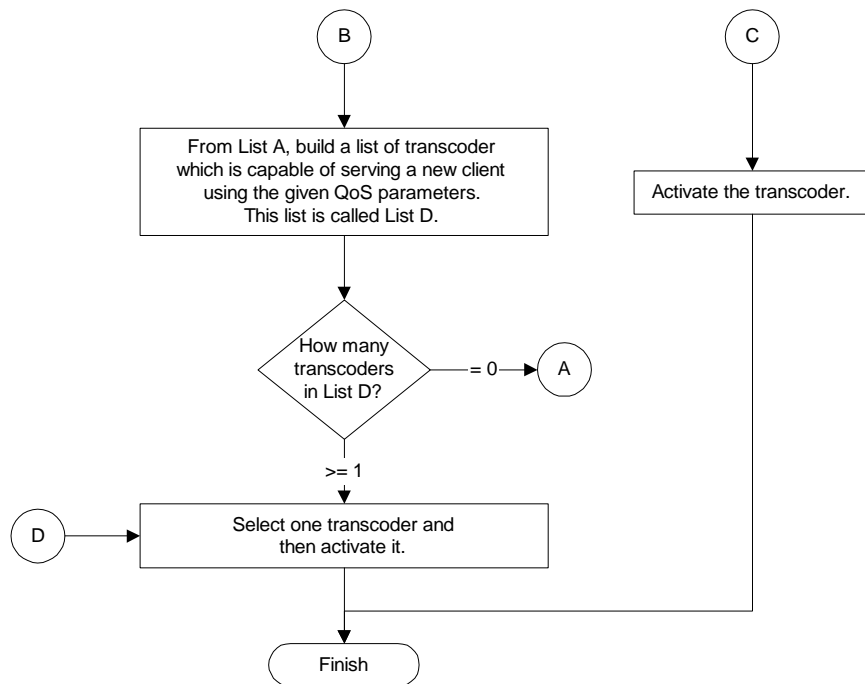 B
C
From List A, build a list of transcoder
which is capable of serving a new client
using the given QoS parameters.
This list is called List D.
Activate the transcoder.
How many
transcoders
in List D?
= 0
A
>= 1
D
Select one transcoder and
then activate it.
Finish